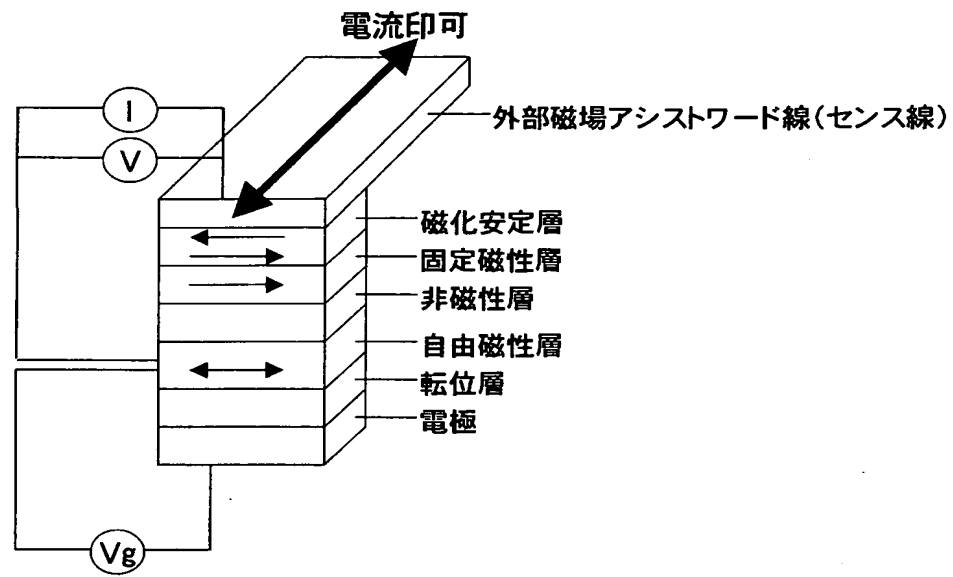 電流印可
I
外部磁場アシストワード線（センス線）
V
磁化安定層
固定磁性層
非磁性層
自由磁性層
転位層
電極
Vg